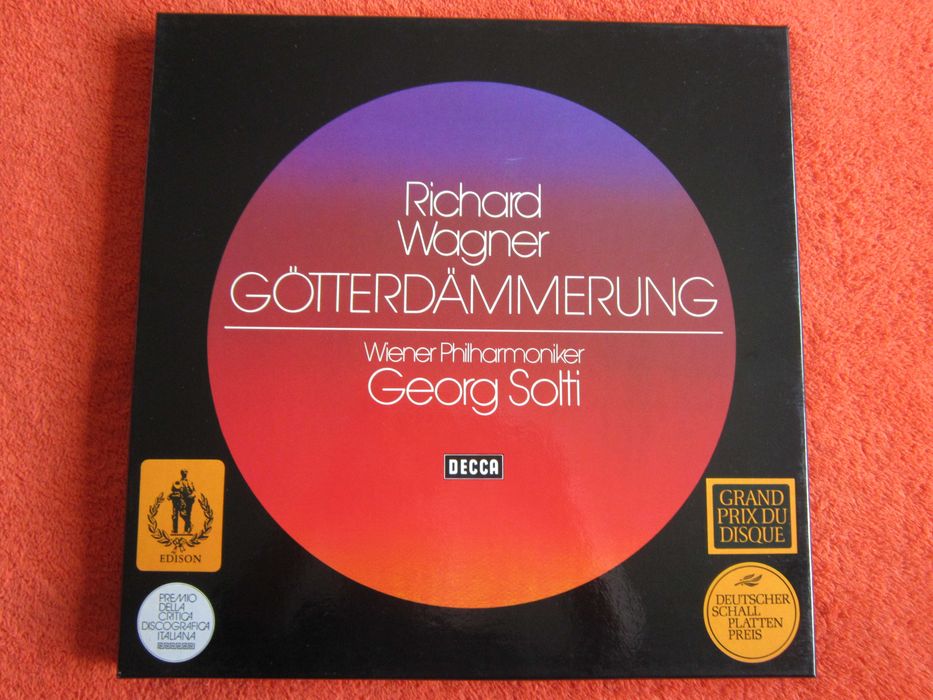 Richard
Wagner
GÖTTERDÄMMERUNG
Wiener Philharmoniker
Georg Solti
DECCA
EDISON
PREMIO
DELLA
CRITICA
DISCOGRAFICA
ITALIANA
GRAND
PRIX DU
DISQUE
DEUTSCHER
SCHALL
PLATTEN
PREIS